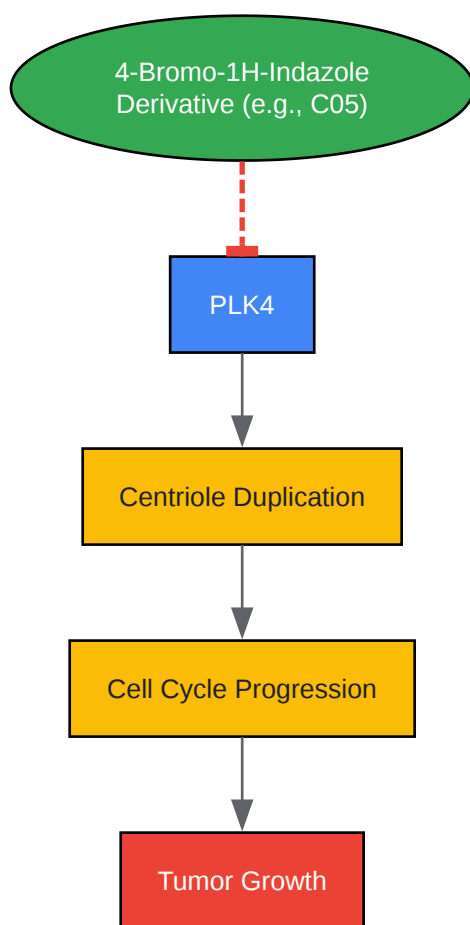 4-Bromo-1H-Indazole
Derivative (e.g., C05)
PLK4
Centriole Duplication
Cell Cycle Progression
Tumor Growth